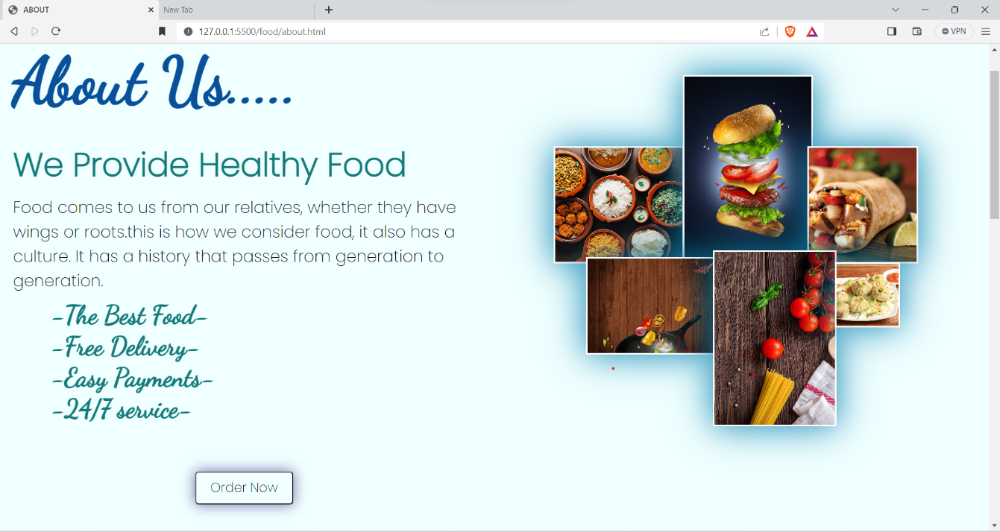 ABOUT
New Tab
127.0.0.1:5500/food/about.html
VPN
About Us.....
We Provide Healthy Food
Food comes to us from our relatives, whether they have
wings or roots.this is how we consider food, it also has a
culture. It has a history that passes from generation to
generation.
-The Best Food-
-Free Delivery-
-Easy Payments-
-24/7 service-
Order Now